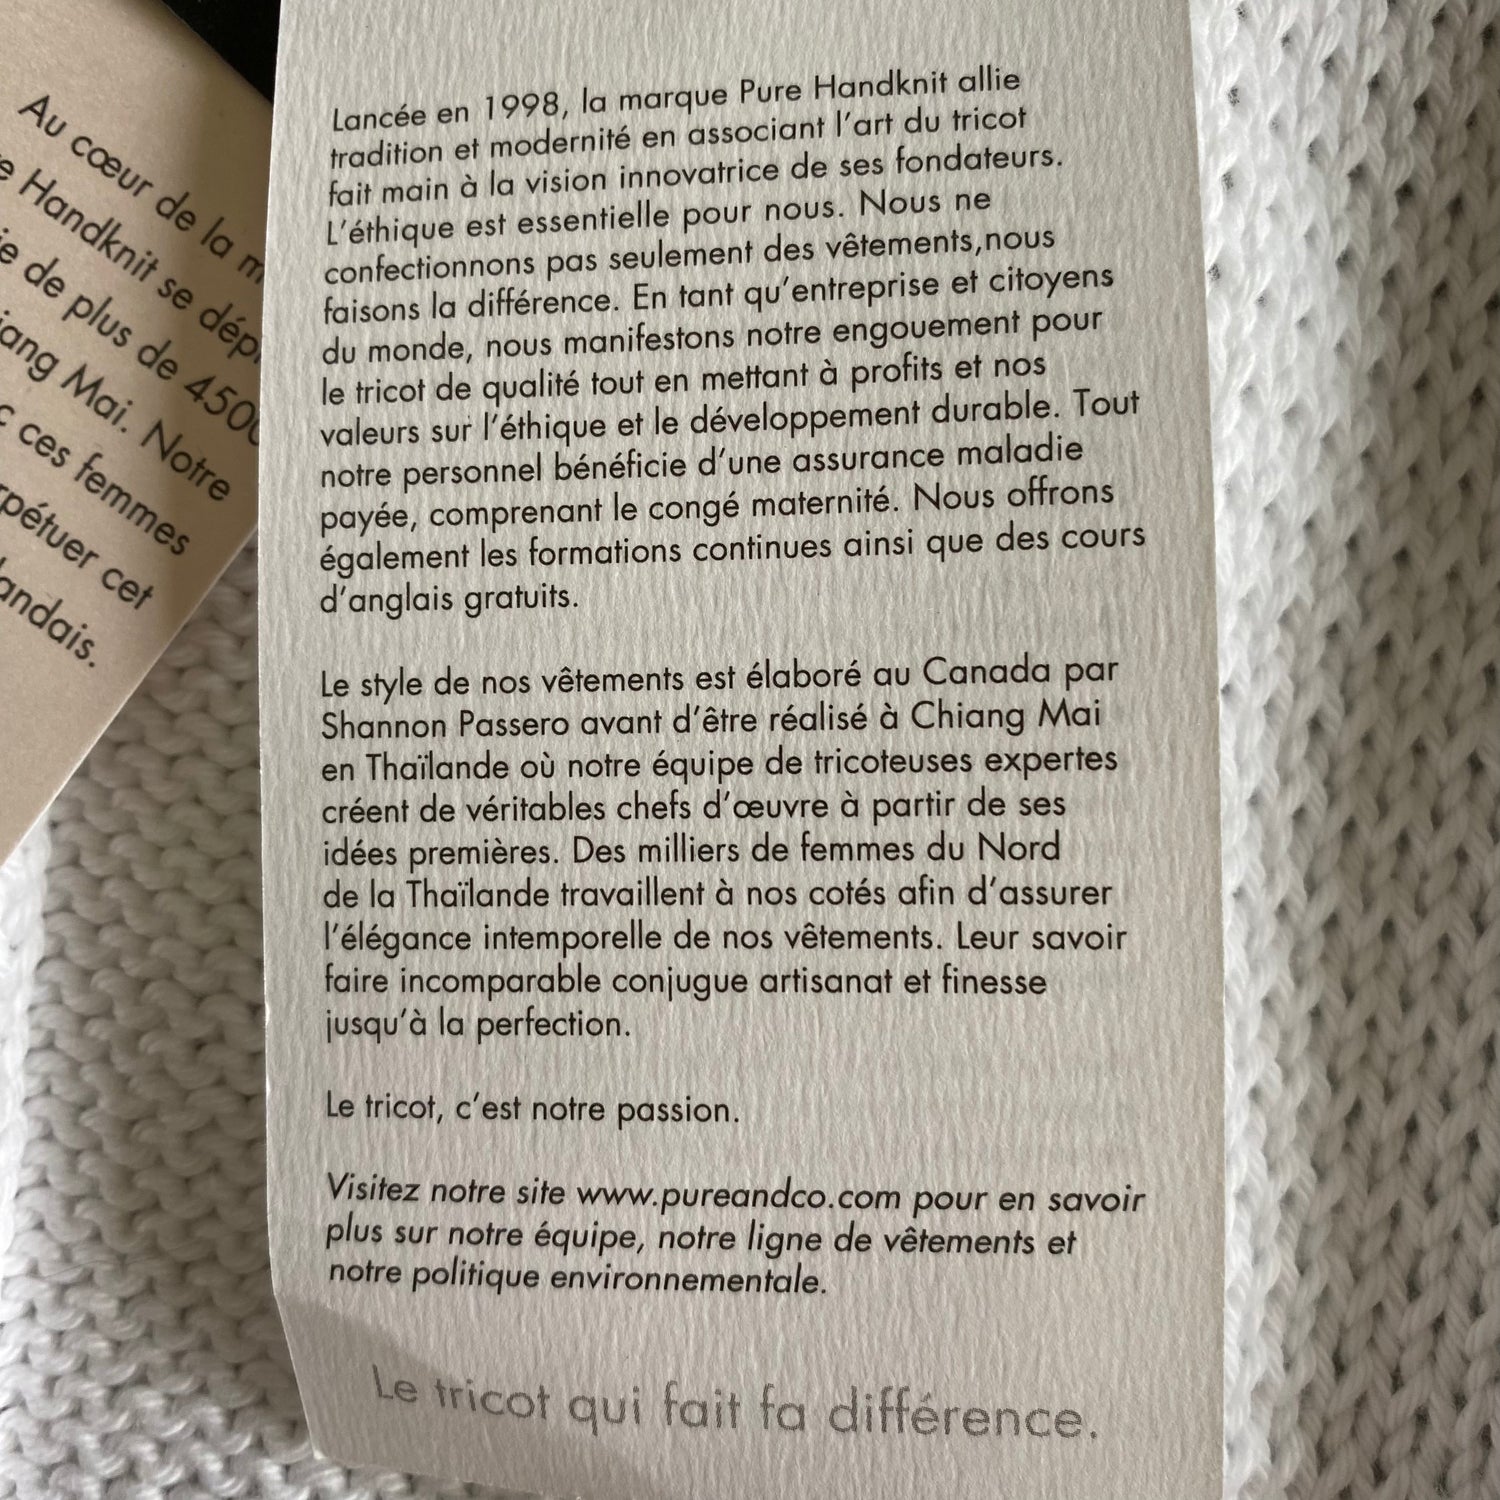 Au cœur de la
Handknit se
de plus de
Mai. Notre
ces femmes
cet
Lancée en 1998, la marque Pure Handknit allie
tradition et modernité en associant l'art du tricot
fait main à la vision innovatrice de ses fondateurs.
L'éthique est essentielle pour nous. Nous ne
confectionnons pas seulement des vêtements,nous
faisons la différence. En tant qu'entreprise et citoyens
du monde, nous manifestons notre engouement pour
le tricot de qualité tout en mettant à profits et nos
valeurs sur l'éthique et le développement durable. Tout
notre personnel bénéficie d'une assurance maladie
payée, comprenant le congé maternité. Nous offrons
également les formations continues ainsi que des cours
d'anglais gratuits.
Le style de nos vêtements est élaboré au Canada par
Shannon Passero avant d'être réalisé à Chiang Mai
en Thaïlande où notre équipe de tricoteuses expertes
créent de véritables chefs d'œuvre à partir de ses
idées premières. Des milliers de femmes du Nord
de la Thaïlande travaillent à nos cotés afin d'assurer
l'élégance intemporelle de nos vêtements. Leur savoir
faire incomparable conjugue artisanat et finesse
jusqu'à la perfection.
Le tricot, c'est notre passion.
Visitez notre site www.pureandco.com pour en savoir
plus sur notre équipe, notre ligne de vêtements et
notre politique environnementale.
Le tricot qui fait fa différence.